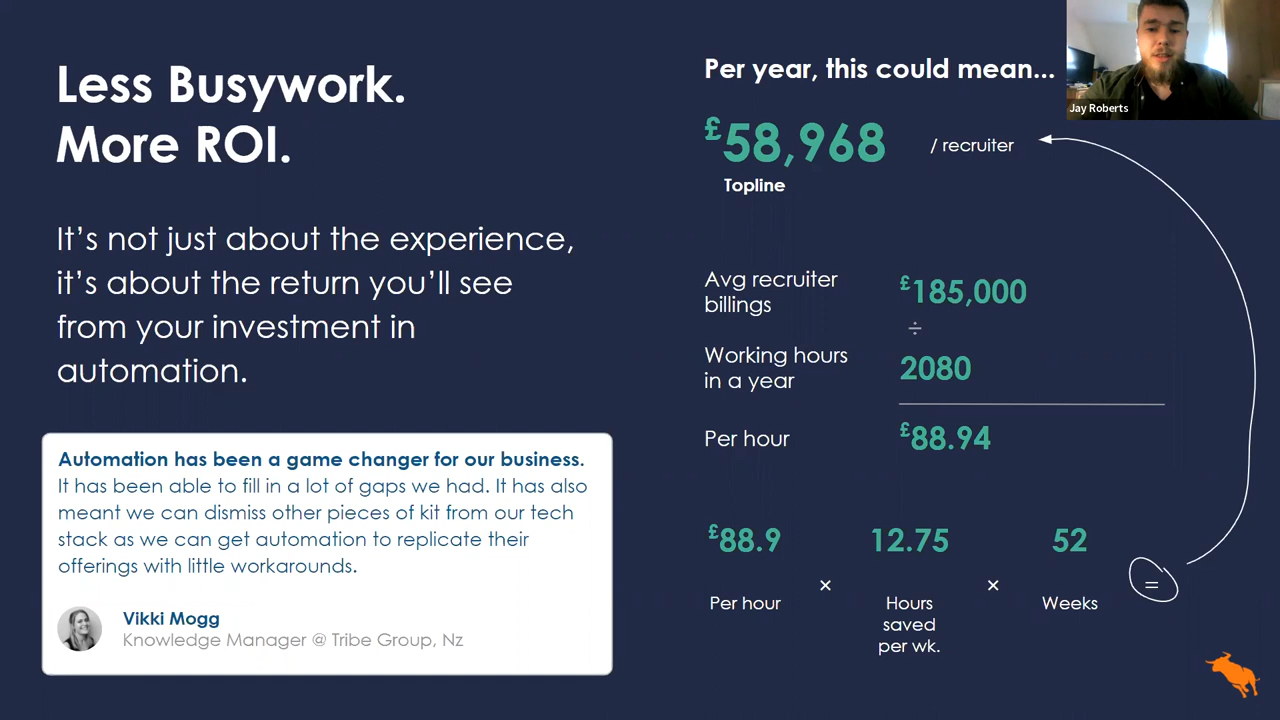 Less Busywork.
More ROI.
It's not just about the experience,
it's about the return you'll see
from your investment in
automation.
Automation has been a game changer for our business.
It has been able to fill in a lot of gaps we had. It has also
meant we can dismiss other pieces of kit from our tech
stack as we can get automation to replicate their
offerings with little workarounds.
Vikki Mogg
Knowledge Manager @ Tribe Group, Nz
Per year, this could mean...
£58,968 / recruiter
Topline
Avg recruiter
billings
£185,000
÷
Working hours
in a year
2080
Per hour
£88.94
£88.9 12.75 52
× × =
Per hour Hours Weeks
saved
per wk.
Jay Roberts